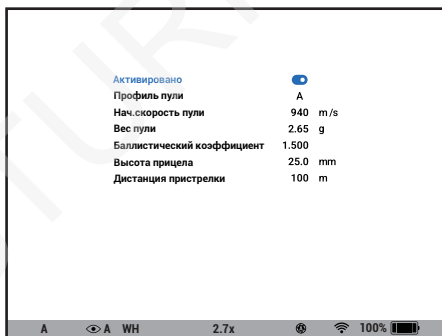 Активировано
Профиль пули A
Нач.скорость пули 940 m/s
Вес пули 2.65 g
Баллистический коэффициент 1.500
Высота прицела 25.0 mm
Дистанция пристрелки 100 m
A A WH 2.7x 100%